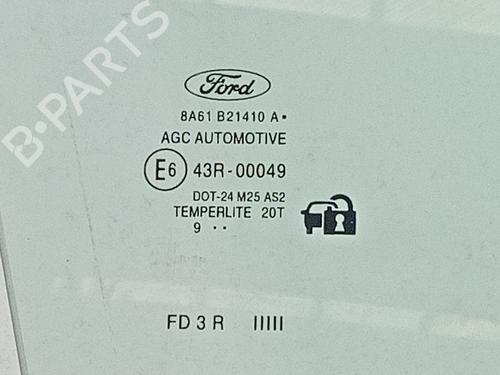 B-PARTS
Ford
8A61 B21410 A•
AGC AUTOMOTIVE
E6 43R-00049
DOT-24 M25 AS2
TEMPERLITE 20T
9 ••
FD 3 R IIIII